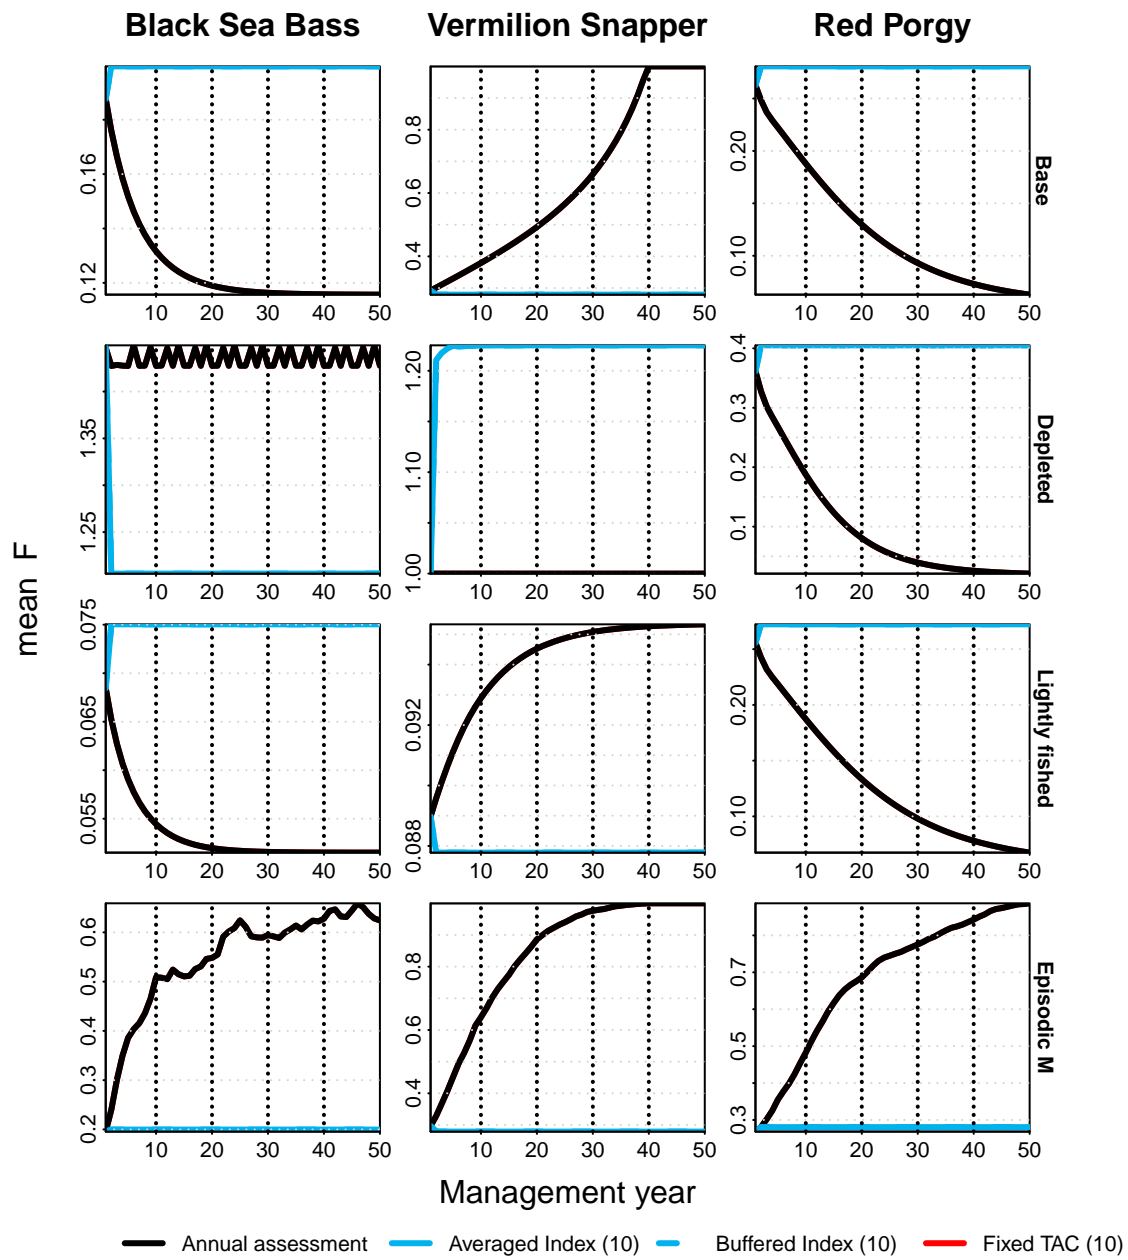 Black Sea Bass Vermilion Snapper Red Porgy
0.12 0.16
10 20 30 40 50
0.4 0.6 0.8
10 20 30 40 50
0.10 0.20
10 20 30 40 50
Base
1.25 1.35
10 20 30 40 50
1.00 1.10 1.20
10 20 30 40 50
0.1 0.2 0.3 0.4
10 20 30 40 50
Depleted
mean F
0.055 0.065 0.075
10 20 30 40 50
0.088 0.092
10 20 30 40 50
0.10 0.20
10 20 30 40 50
Lightly fished
0.2 0.3 0.4 0.5 0.6
10 20 30 40 50
0.4 0.6 0.8
10 20 30 40 50
0.3 0.5 0.7
10 20 30 40 50
Episodic M
Management year
Annual assessment Averaged Index (10) Buffered Index (10) Fixed TAC (10)